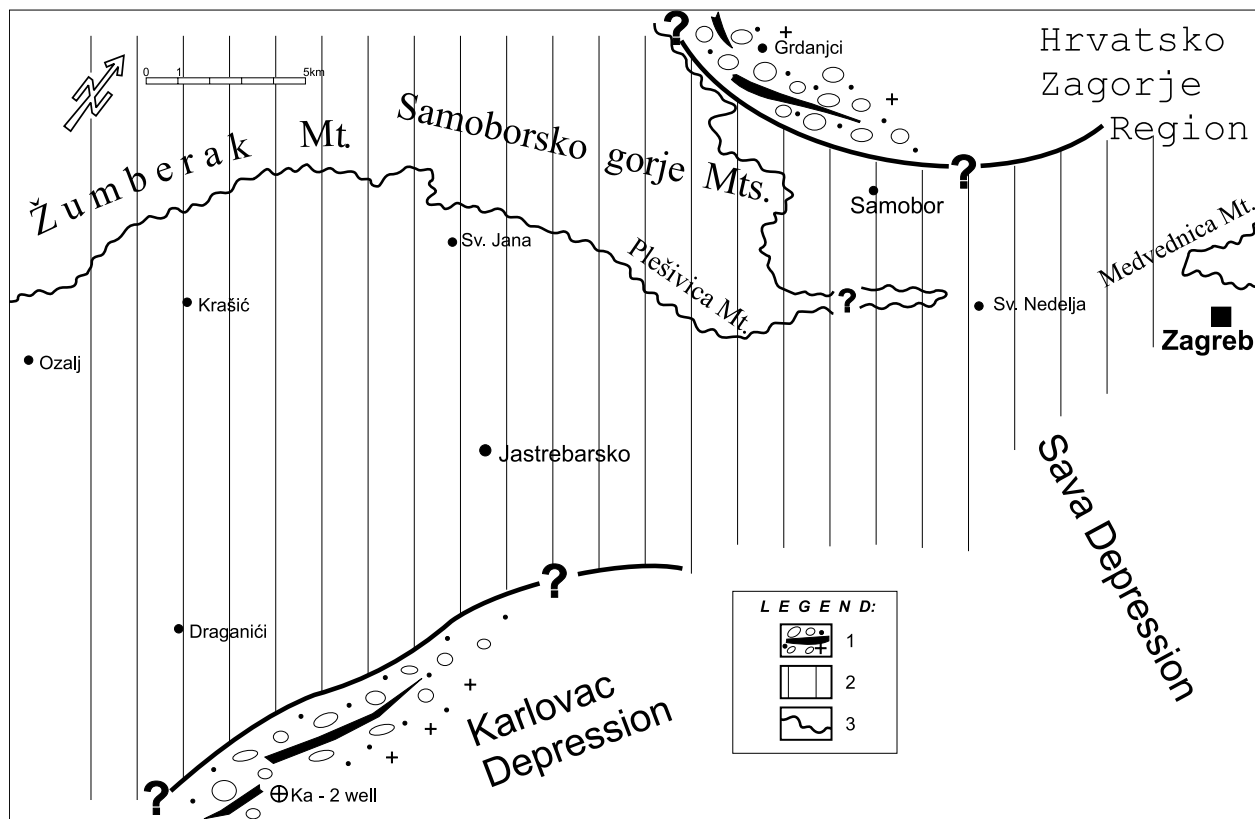 ?
Grdanjci
Hrvatsko
Zagorje
Region
0 1 5km
Žumberak Mt.
Samoborsko gorje Mts.
?
Samobor
Sv. Jana
Plešivica Mt.
Medvednica Mt.
Krašić
?
Sv. Nedelja
Zagreb
Ozalj
Jastrebarsko
Sava Depression
?
LEGEND:
1
2
3
Draganići
Karlovac
Depression
?
Ka - 2 well